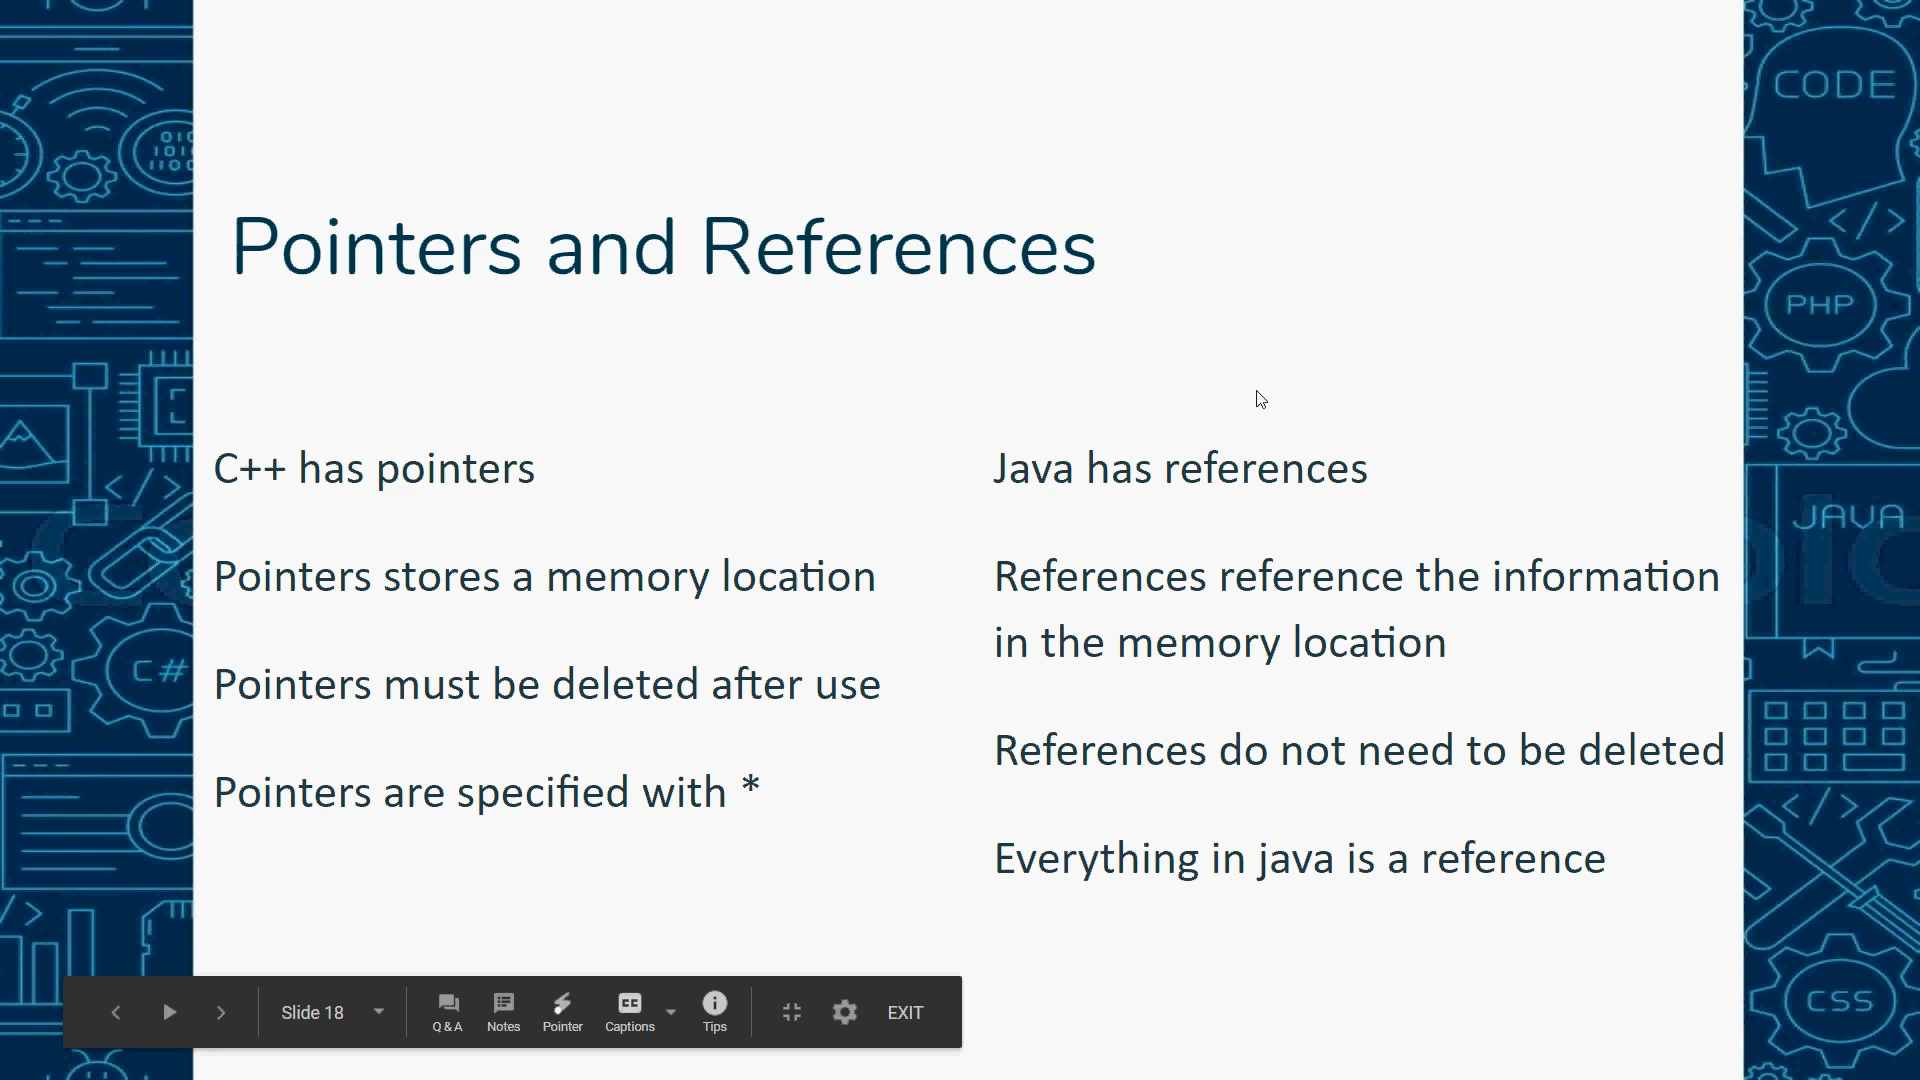 Pointers and References
C++ has pointers
Pointers stores a memory location
Pointers must be deleted after use
Pointers are specified with *
Java has references
References reference the information
in the memory location
References do not need to be deleted
Everything in java is a reference
CODE
PHP
JAVA
C#
CSS
Slide 18
Q & A
Notes
Pointer
CC
Captions
Tips
EXIT